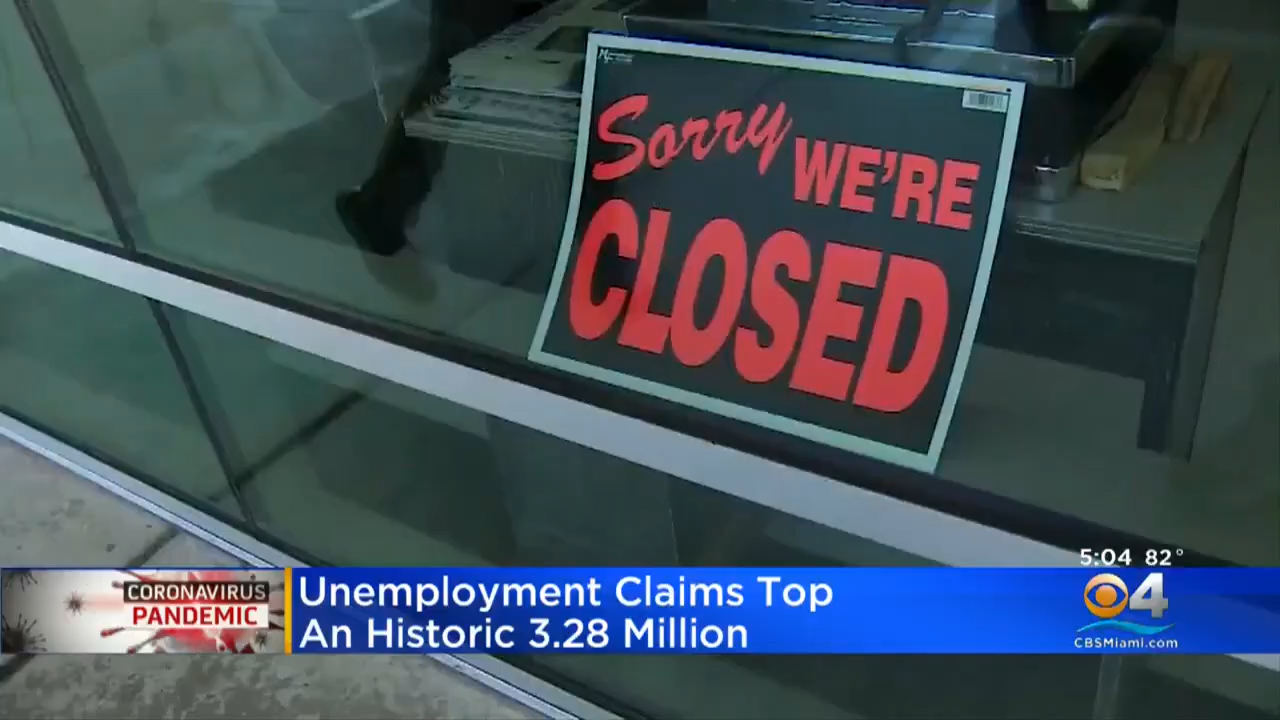 Sorry WE'RE
CLOSED
5:04 82°
CORONAVIRUS
PANDEMIC
Unemployment Claims Top
An Historic 3.28 Million
4
CBSMiami.com